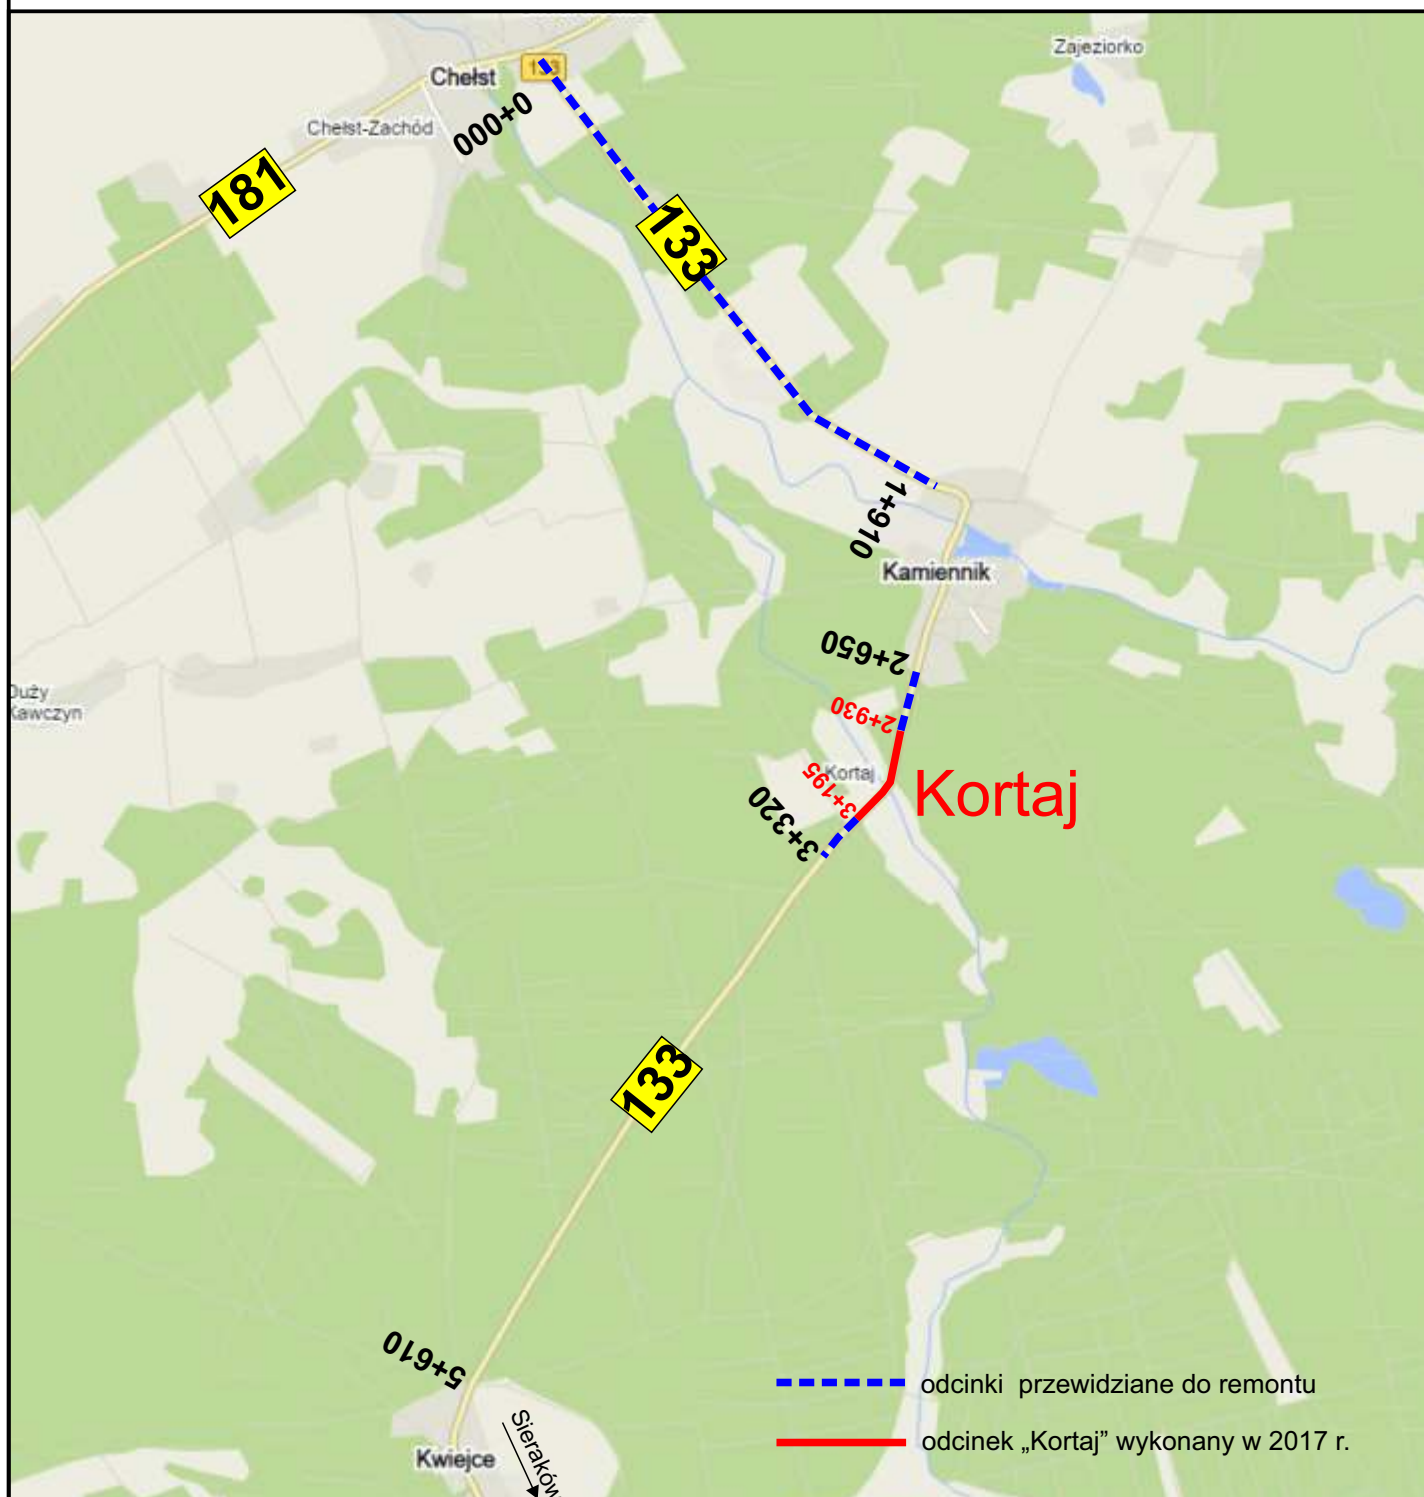 Zajeziorko
133
Chełst
0+000
Chełst-Zachód
181
133
1+910
Kamiennik
2+650
Duży
Kawczyn
2+930
Kortaj
Kortaj
3+195
3+320
133
5+610
odcinki przewidziane do remontu
odcinek „Kortaj” wykonany w 2017 r.
Kwiejce
Sieraków